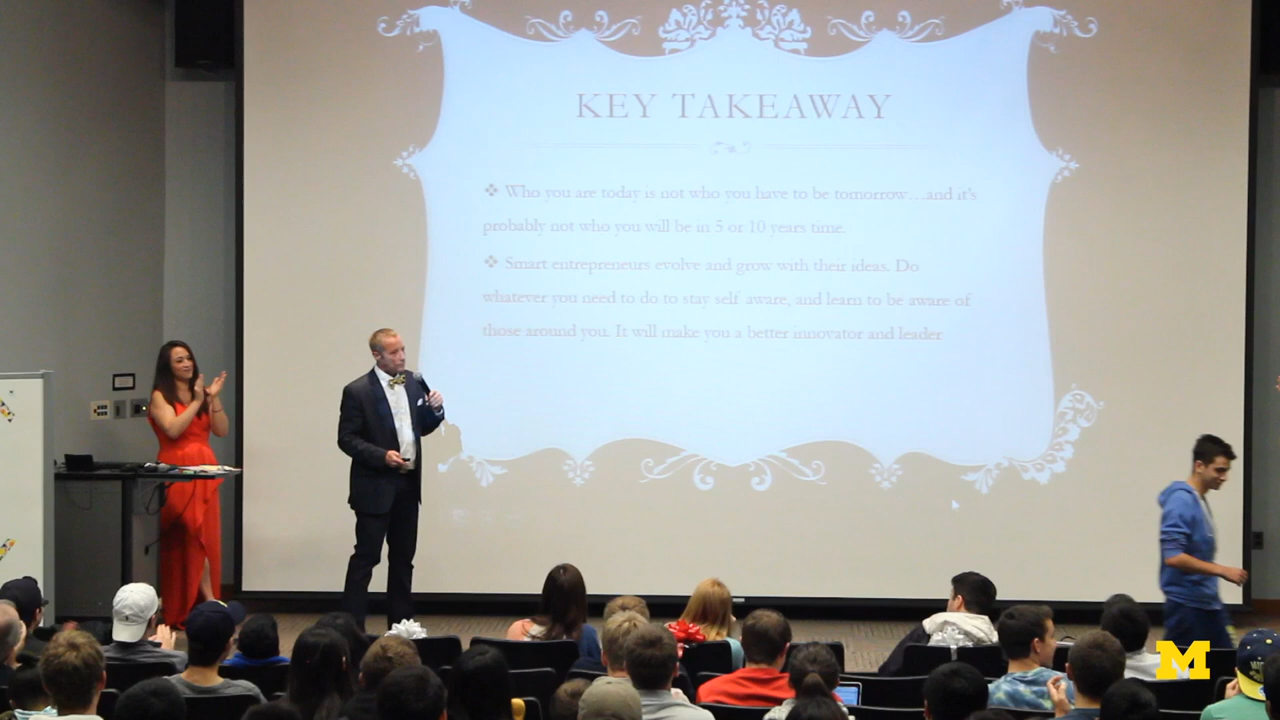 KEY TAKEAWAY
❖ Who you are today is not who you have to be tomorrow…and it's
probably not who you will be in 5 or 10 years time.
❖ Smart entrepreneurs evolve and grow with their ideas. Do
whatever you need to do to stay self aware, and learn to be aware of
those around you. It will make you a better innovator and leader
M